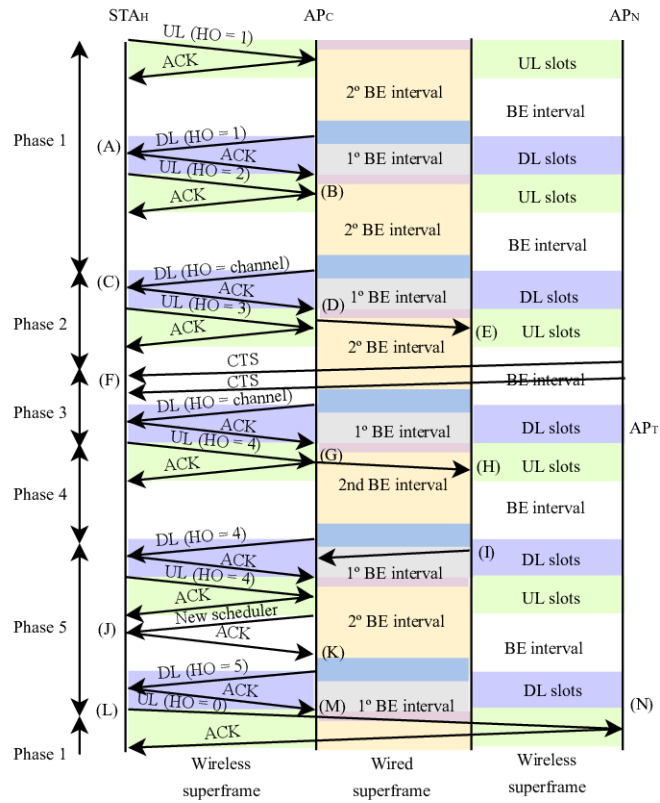 STAH APC APN
UL (HO = 1)
ACK
UL slots
2º BE interval
BE interval
Phase 1
(A)
DL (HO = 1)
ACK
1º BE interval
DL slots
UL (HO = 2)
ACK
(B)
UL slots
2º BE interval
BE interval
(C)
DL (HO = channel)
ACK
1º BE interval
DL slots
Phase 2
UL (HO = 3)
ACK
(D)
(E)
UL slots
2º BE interval
CTS
(F)
CTS
BE interval
Phase 3
DL (HO = channel)
ACK
1º BE interval
DL slots
APT
UL (HO = 4)
ACK
(G)
(H)
UL slots
2nd BE interval
Phase 4
BE interval
DL (HO = 4)
ACK
(I)
1º BE interval
DL slots
UL (HO = 4)
ACK
UL slots
New scheduler
Phase 5
(J)
ACK
2º BE interval
BE interval
(K)
DL (HO = 5)
ACK
DL slots
(L)
UL (HO = 0)
(M)
1º BE interval
(N)
ACK
UL slots
Phase 1
Wireless Wired Wireless
superframe superframe superframe